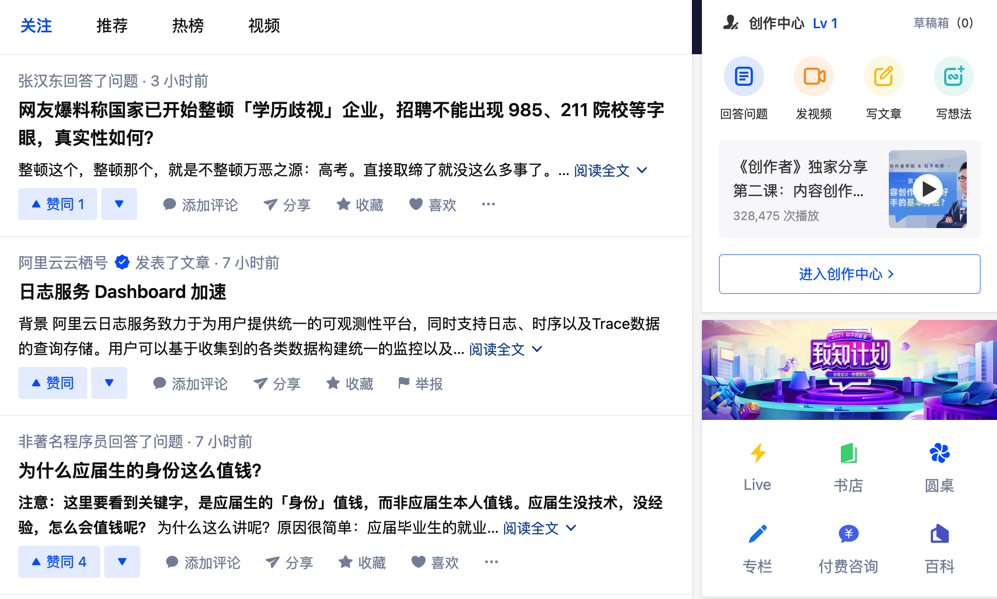 关注 推荐 热榜 视频
张汉东回答了问题 · 3 小时前
网友爆料称国家已开始整顿「学历歧视」企业，招聘不能出现 985、211 院校等字
眼，真实性如何？
整顿这个，整顿那个，就是不整顿万恶之源：高考。直接取缔了就没这么多事了。... 阅读全文
赞同 1 添加评论 分享 收藏 喜欢 ···
阿里云云栖号 发表了文章 · 7 小时前
日志服务 Dashboard 加速
背景 阿里云日志服务致力于为用户提供统一的可观测性平台，同时支持日志、时序以及Trace数据
的查询存储。用户可以基于收集到的各类数据构建统一的监控以及... 阅读全文
赞同 添加评论 分享 收藏 举报
非著名程序员回答了问题 · 7 小时前
为什么应届生的身份这么值钱？
注意：这里要看到关键字，是应届生的「身份」值钱，而非应届生本人值钱。应届生没技术，没经
验，怎么会值钱呢？ 为什么这么讲呢？原因很简单：应届毕业生的就业... 阅读全文
赞同 4 添加评论 分享 收藏 喜欢 ···
创作中心 Lv 1 草稿箱 (0)
回答问题 发视频 写文章 写想法
《创作者》独家分享
第二课：内容创作...
328,475 次播放
进入创作中心 >
致知计划
Live 书店 圆桌
专栏 付费咨询 百科